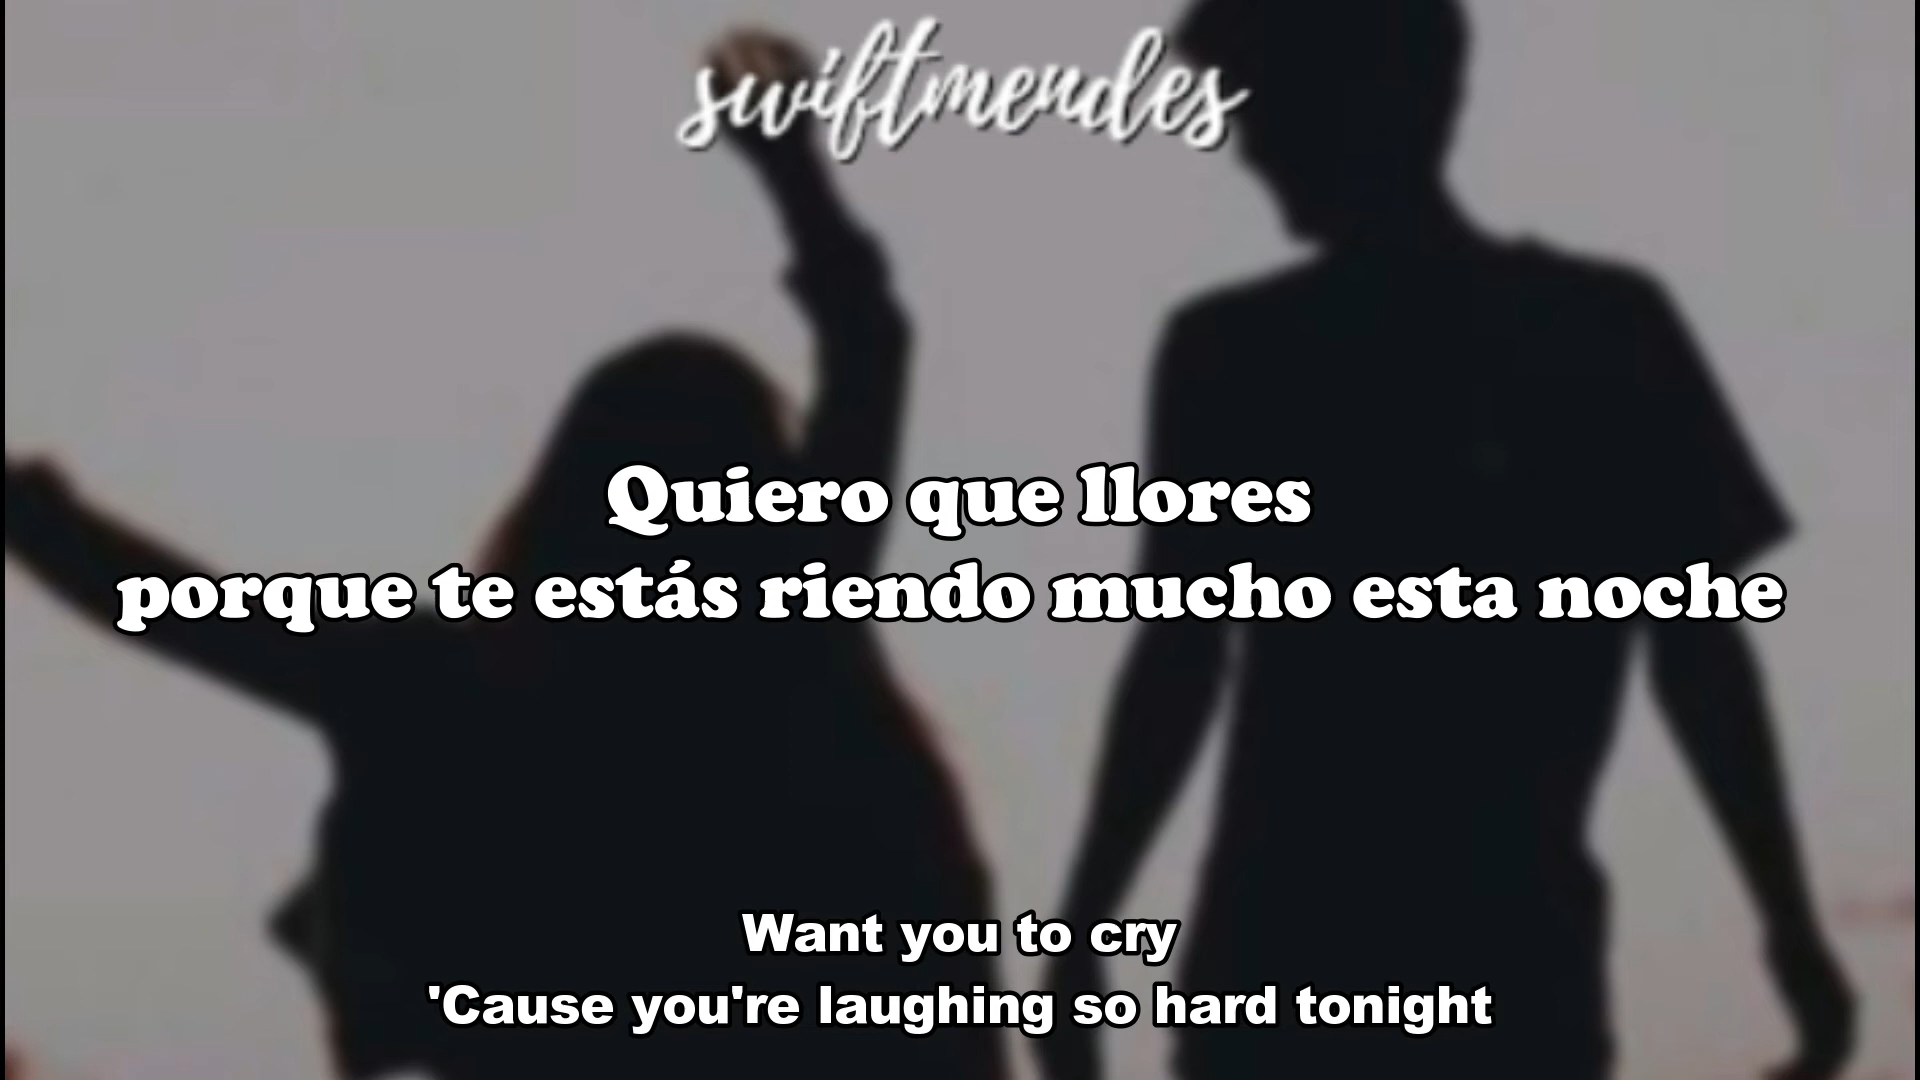 swiftmendes
Quiero que llores
porque te estás riendo mucho esta noche
Want you to cry
'Cause you're laughing so hard tonight